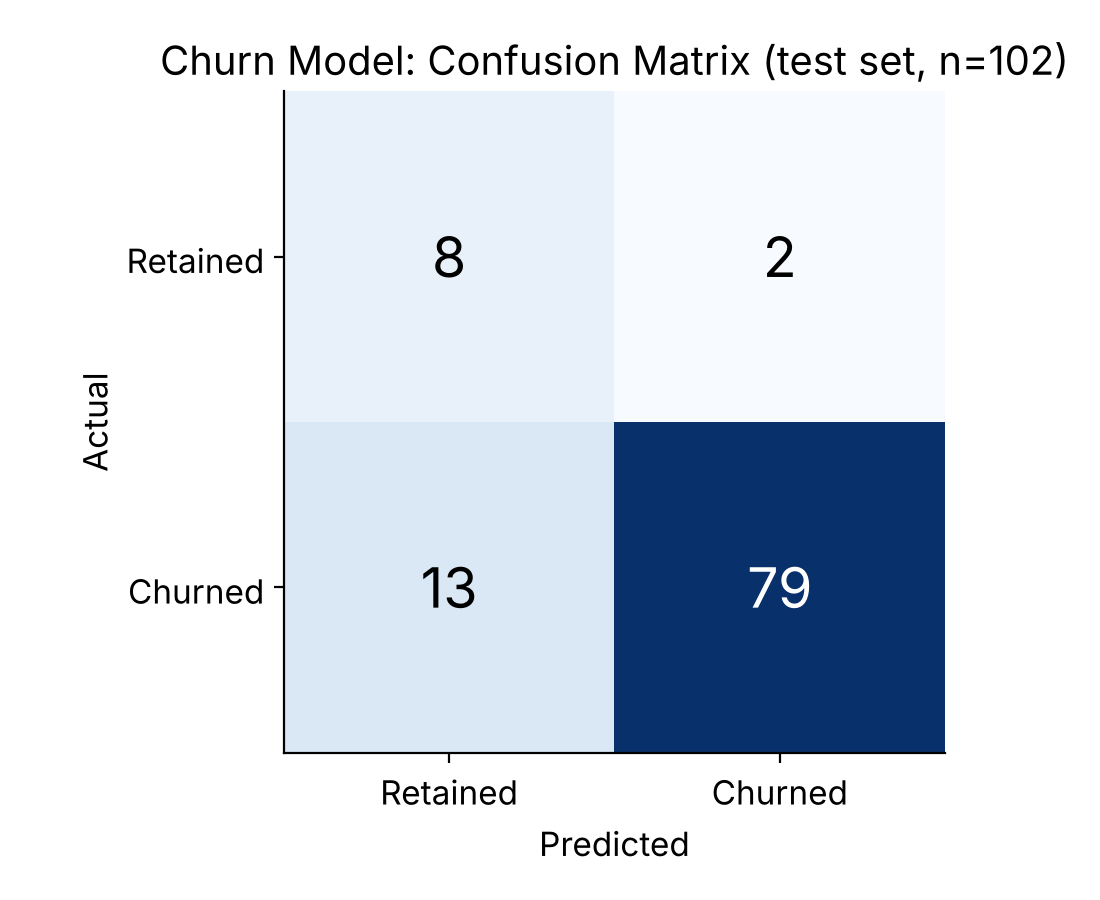 Churn Model: Confusion Matrix (test set, n=102)
Retained
8
2
Actual
Churned
13
79
Retained
Churned
Predicted